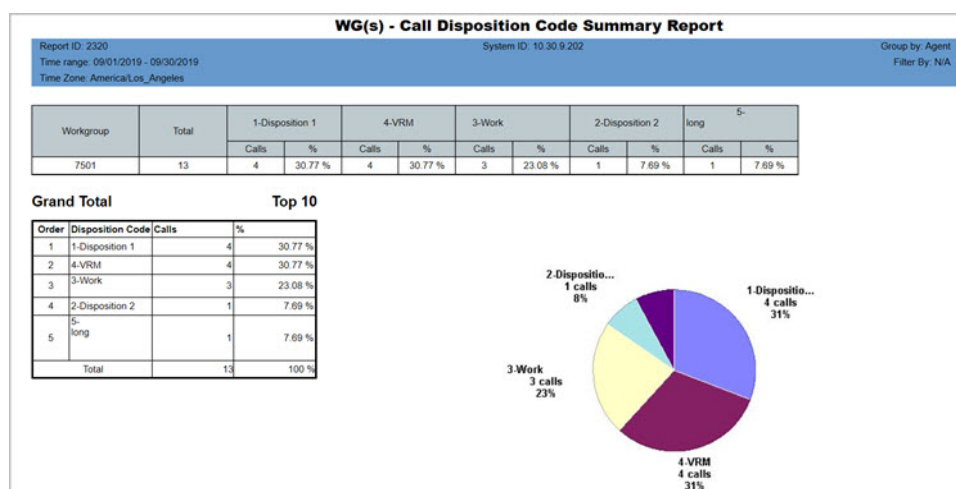 WG(s) - Call Disposition Code Summary Report
Report ID: 2320 System ID: 10.30.9.202 Group by: Agent
Time range: 09/01/2019 - 09/30/2019 Filter By: N/A
Time Zone: America/Los_Angeles
Workgroup Total 1-Disposition 1 4-VRM 3-Work 2-Disposition 2 5-
long
Calls % Calls % Calls % Calls % Calls %
7501 13 4 30.77 % 4 30.77 % 3 23.08 % 1 7.69 % 1 7.69 %
Grand Total Top 10
Order Disposition Code Calls %
1 1-Disposition 1 4 30.77 %
2 4-VRM 4 30.77 %
3 3-Work 3 23.08 %
4 2-Disposition 2 1 7.69 %
5 5-
long 1 7.69 %
Total 13 100 %
2-Dispositio...
1 calls
8%
1-Dispositio...
4 calls
31%
3-Work
3 calls
23%
4-VRM
4 calls
31%